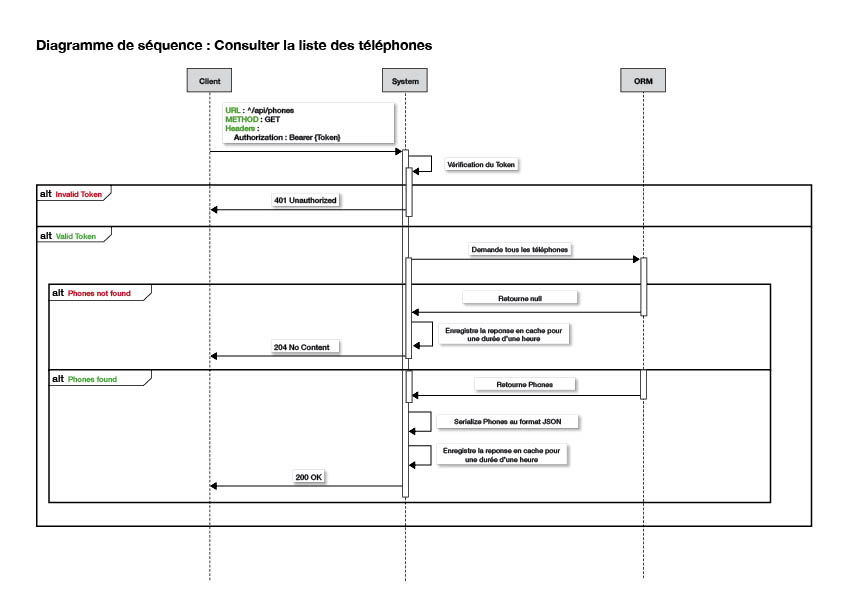 Diagramme de séquence : Consulter la liste des téléphones
Client
System
ORM
URL : ^/api/phones
METHOD : GET
Headers :
Authorization : Bearer {Token}
Vérification du Token
alt Invalid Token
401 Unauthorized
alt Valid Token
Demande tous les téléphones
alt Phones not found
Retourne null
Enregistre la reponse en cache pour
une durée d'une heure
204 No Content
alt Phones found
Retourne Phones
Serialize Phones au format JSON
Enregistre la reponse en cache pour
une durée d'une heure
200 OK